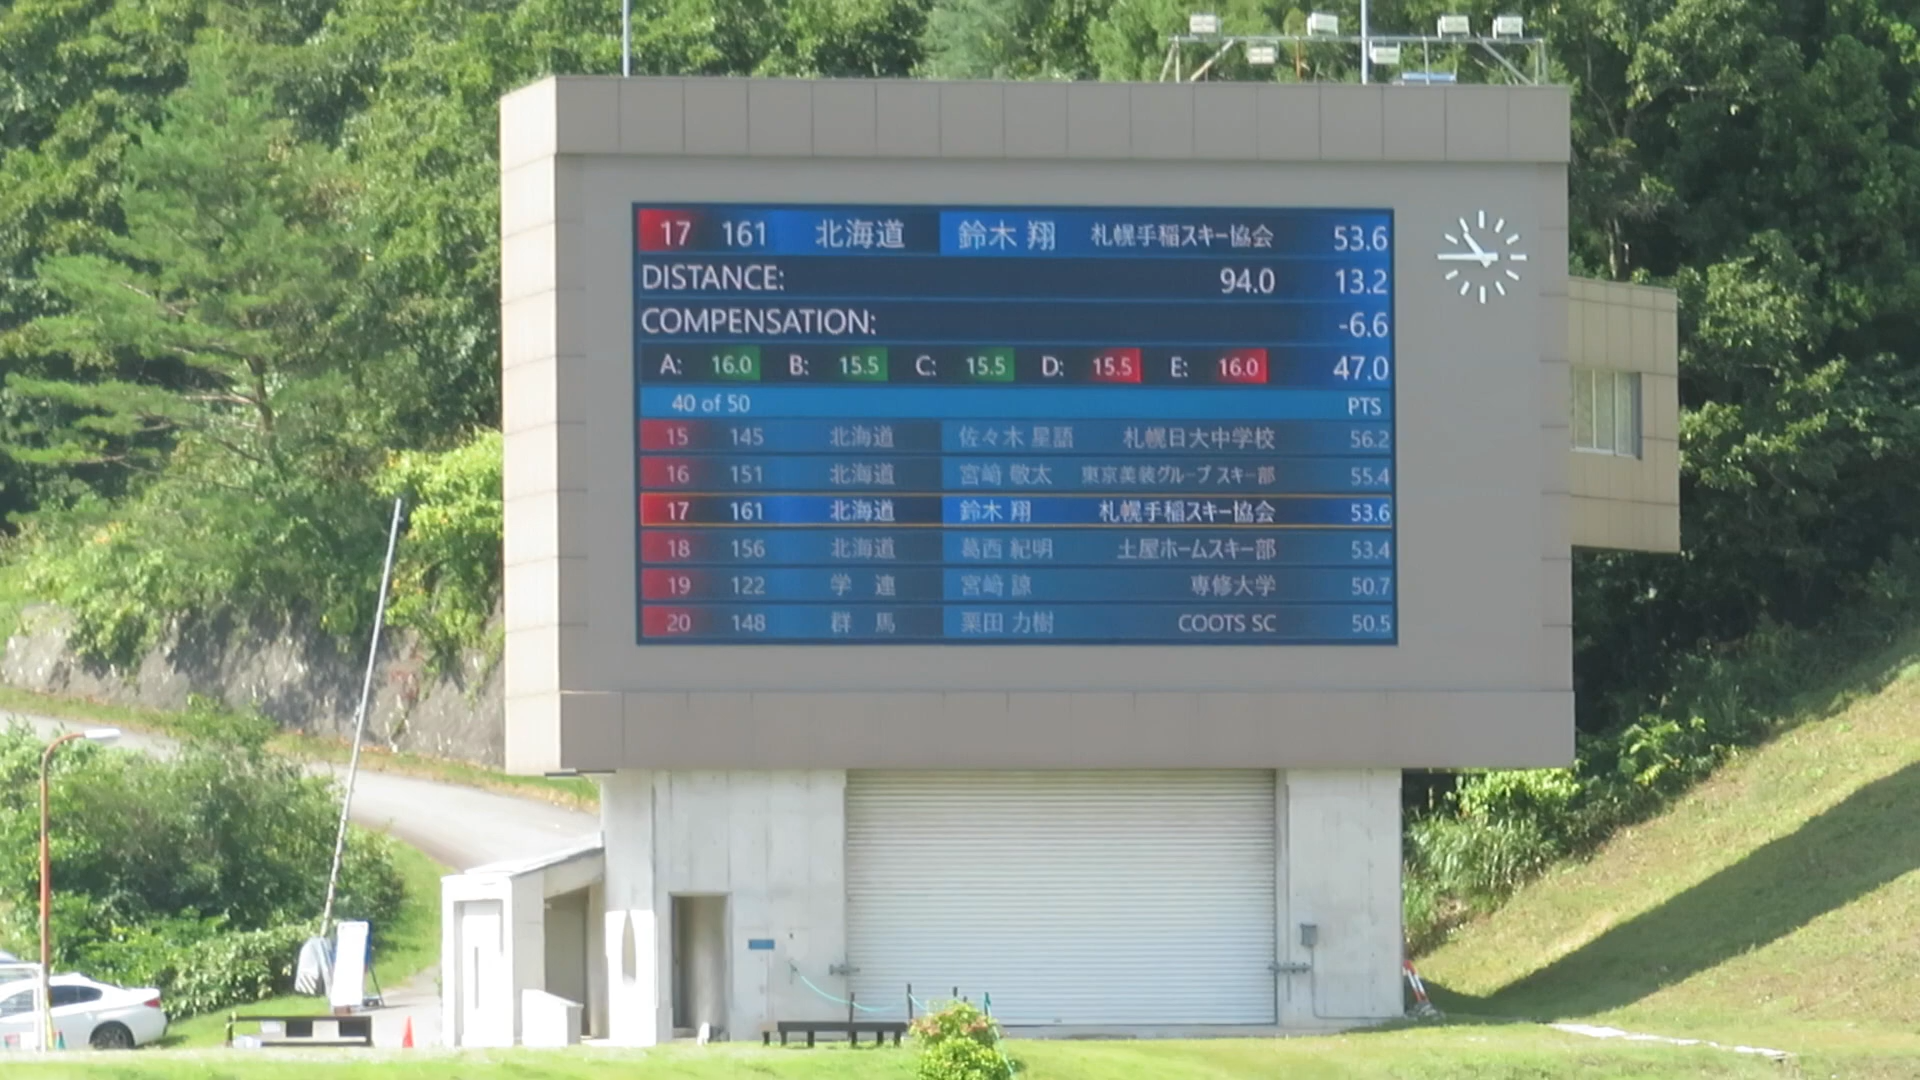 17 161 北海道 鈴木 翔 札幌手稲スキー協会 53.6
DISTANCE: 94.0 13.2
COMPENSATION: -6.6
A: 16.0 B: 15.5 C: 15.5 D: 15.5 E: 16.0 47.0
40 of 50 PTS
15 145 北海道 佐々木 星語 札幌日大中学校 56.2
16 151 北海道 宮﨑 敬太 東京美装グループ スキー部 55.4
17 161 北海道 鈴木 翔 札幌手稲スキー協会 53.6
18 156 北海道 葛西 紀明 土屋ホームスキー部 53.4
19 122 学 連 宮﨑 諒 専修大学 50.7
20 148 群 馬 栗田 力樹 COOTS SC 50.5